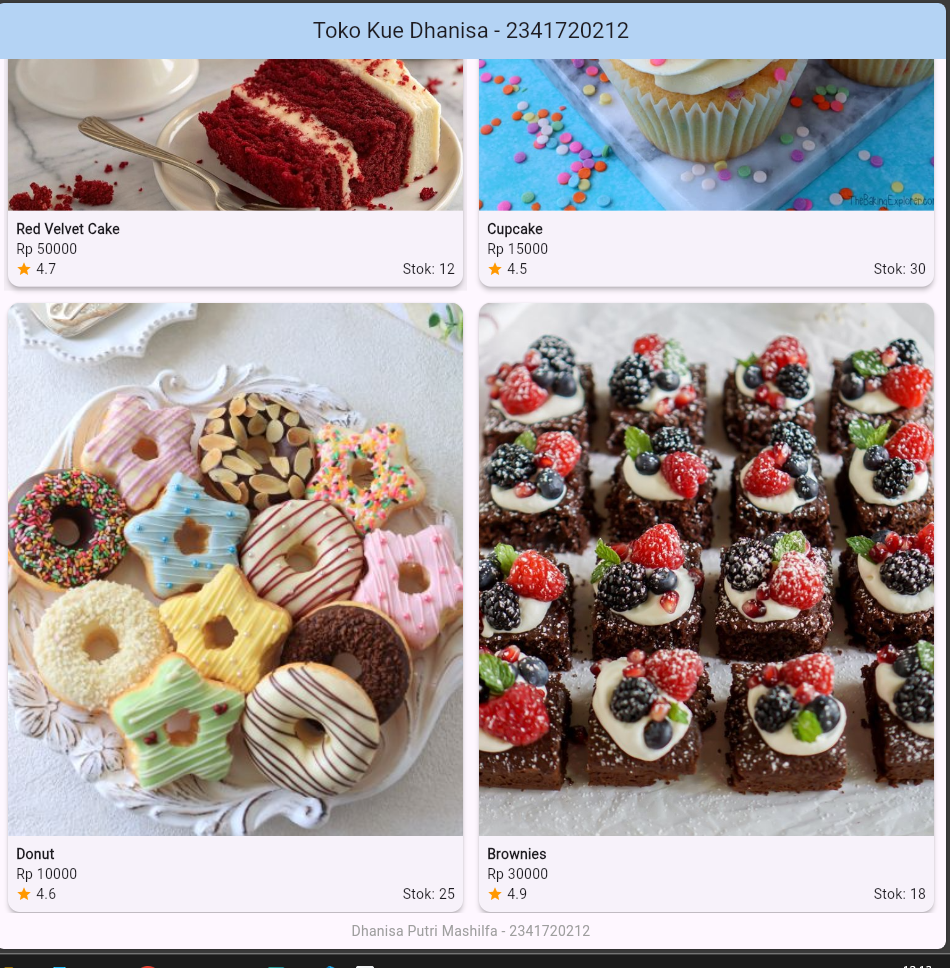 Toko Kue Dhanisa - 2341720212
TheBakingExplorer.com
Red Velvet Cake
Rp 50000
4.7
Stok: 12
Cupcake
Rp 15000
4.5
Stok: 30
Donut
Rp 10000
4.6
Stok: 25
Brownies
Rp 30000
4.9
Stok: 18
Dhanisa Putri Mashilfa - 2341720212